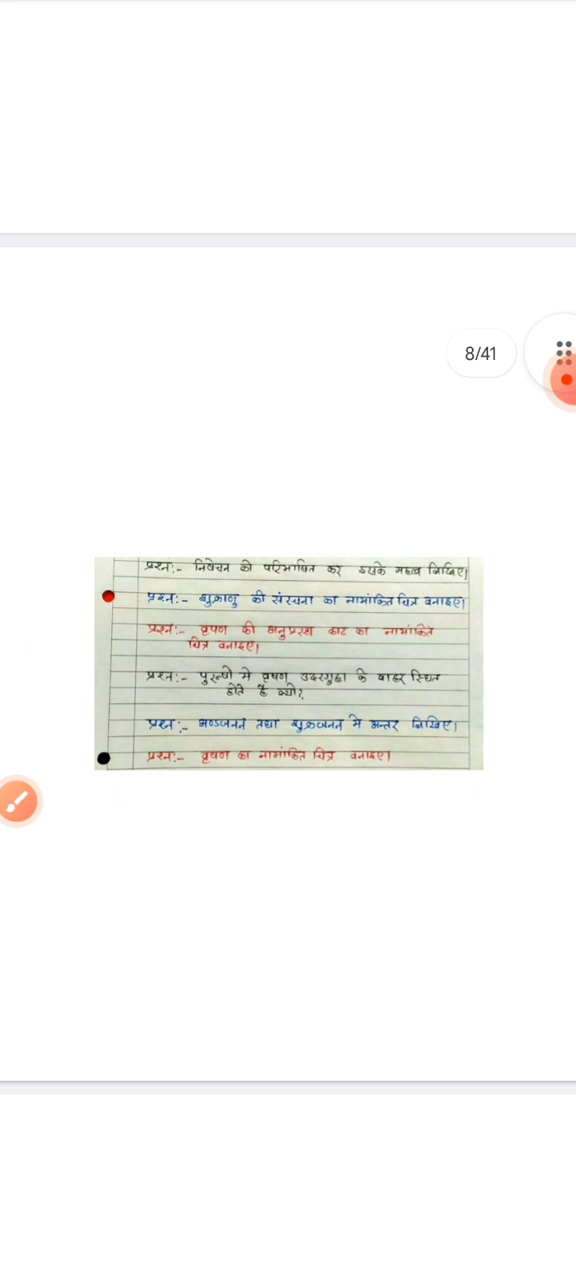 8/41
प्रश्न:- निषेचन को परिभाषित कर इसके महत्व लिखिए।
प्रश्न:- शुक्राणु की संरचना का नामांकित चित्र बनाइए।
प्रश्न:- वृषण की अनुप्रस्थ काट का नामांकित
चित्र बनाइए।
प्रश्न:- पुरूषो मे वृषण उदरगुहा के बाहर स्थित
होते है क्यो?
प्रश्न:- अण्डजनन तथा शुक्रजनन मे अन्तर लिखिए।
प्रश्न:- वृषण का नामांकित चित्र बनाइए।